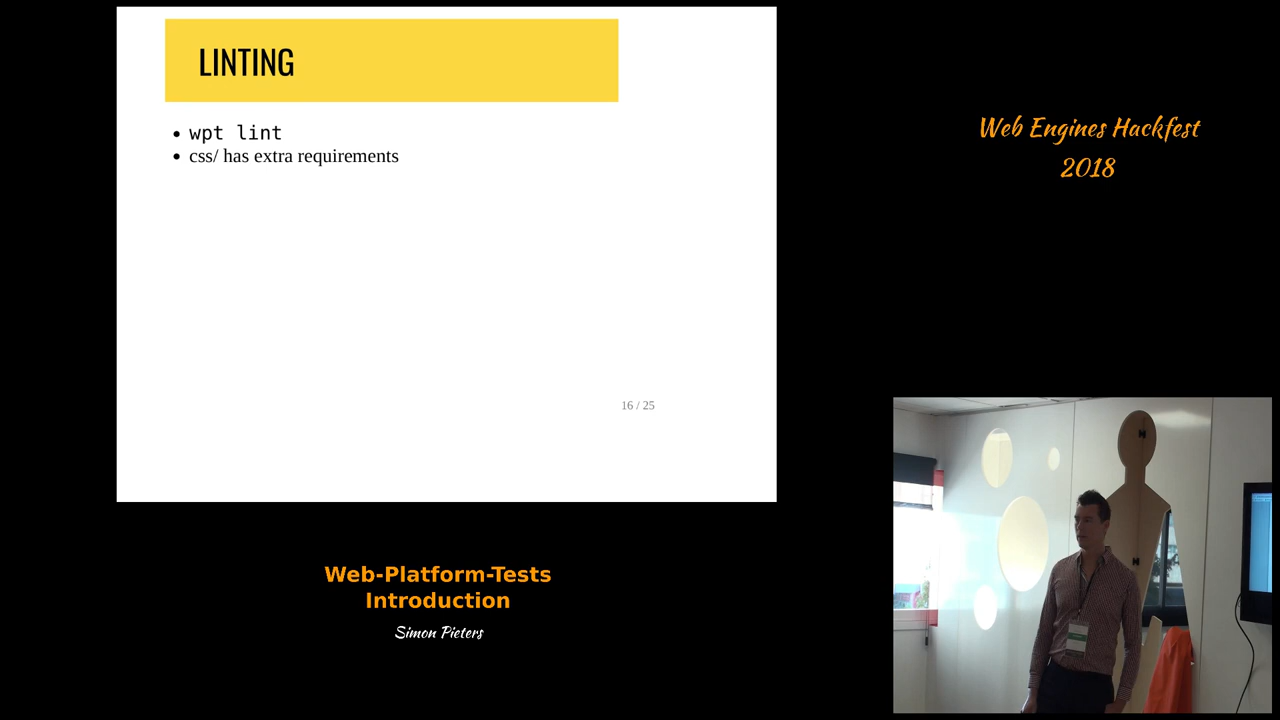 LINTING
wpt lint
css/ has extra requirements
16 / 25
Web Engines Hackfest
2018
Web-Platform-Tests
Introduction
Simon Pieters